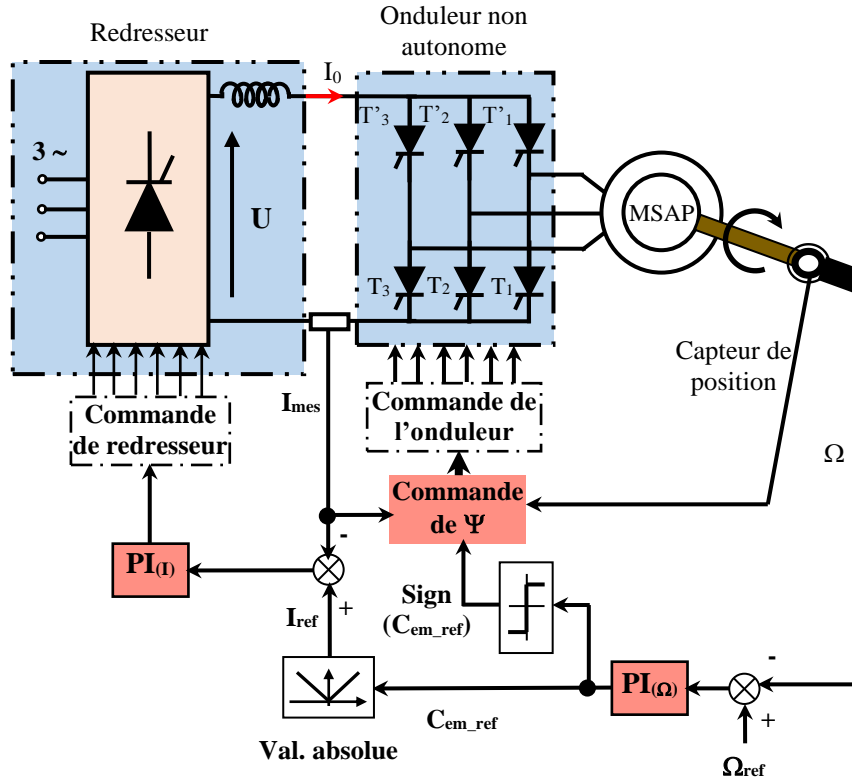 Redresseur
Onduleur non
autonome
I0
T'3
T'2
T'1
3 ~
U
MSAP
T3
T2
T1
Capteur de
position
Imes
Commande
de redresseur
Commande de
l'onduleur
Ω
Commande
de Ψ
-
PI(I)
+
Iref
Sign
(Cem_ref)
-
PI(Ω)
+
Cem_ref
Val. absolue
Ωref